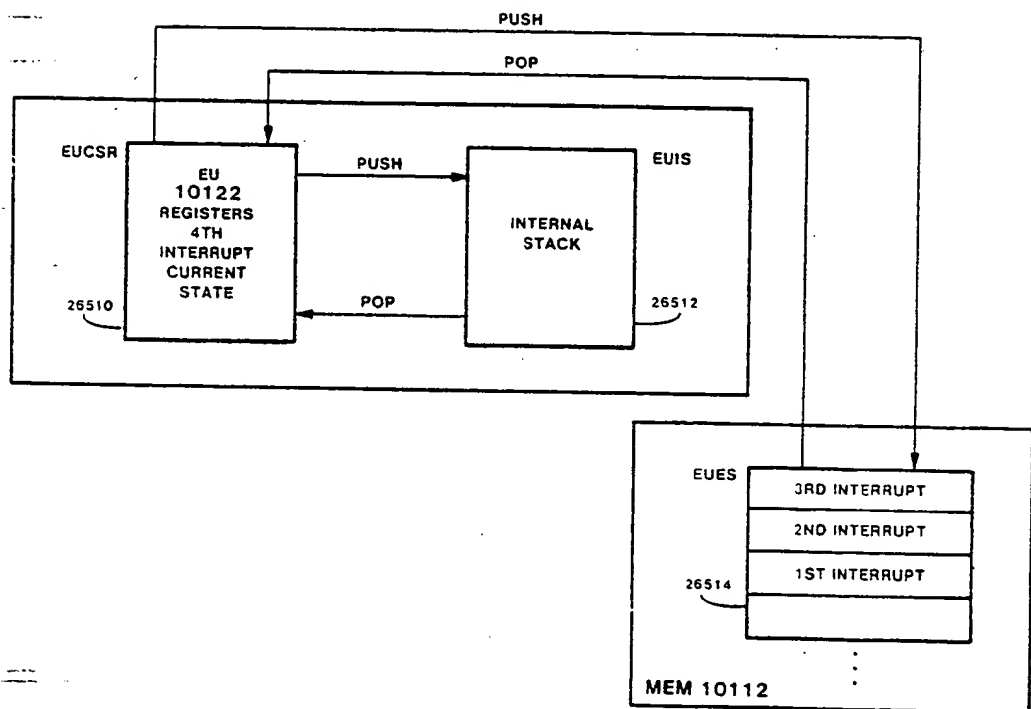 PUSH
POP
EUCSR
EU
10122
REGISTERS
4TH
INTERRUPT
CURRENT
STATE
26510
PUSH
POP
EUIS
INTERNAL
STACK
26512
EUES
3RD INTERRUPT
2ND INTERRUPT
1ST INTERRUPT
26514
MEM 10112